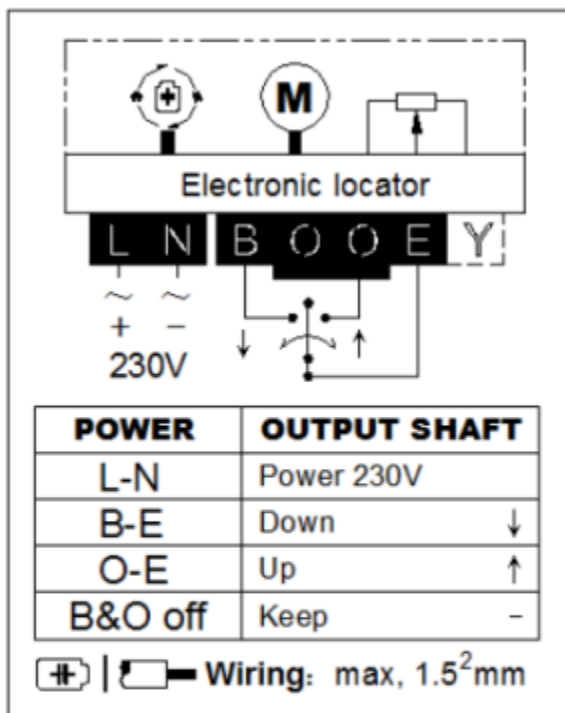 M
Electronic locator
L N B O O E Y
~ ~
+ −
230V
↓ ↑
POWER OUTPUT SHAFT
L-N Power 230V
B-E Down ↓
O-E Up ↑
B&O off Keep −
Wiring: max, 1.5²mm